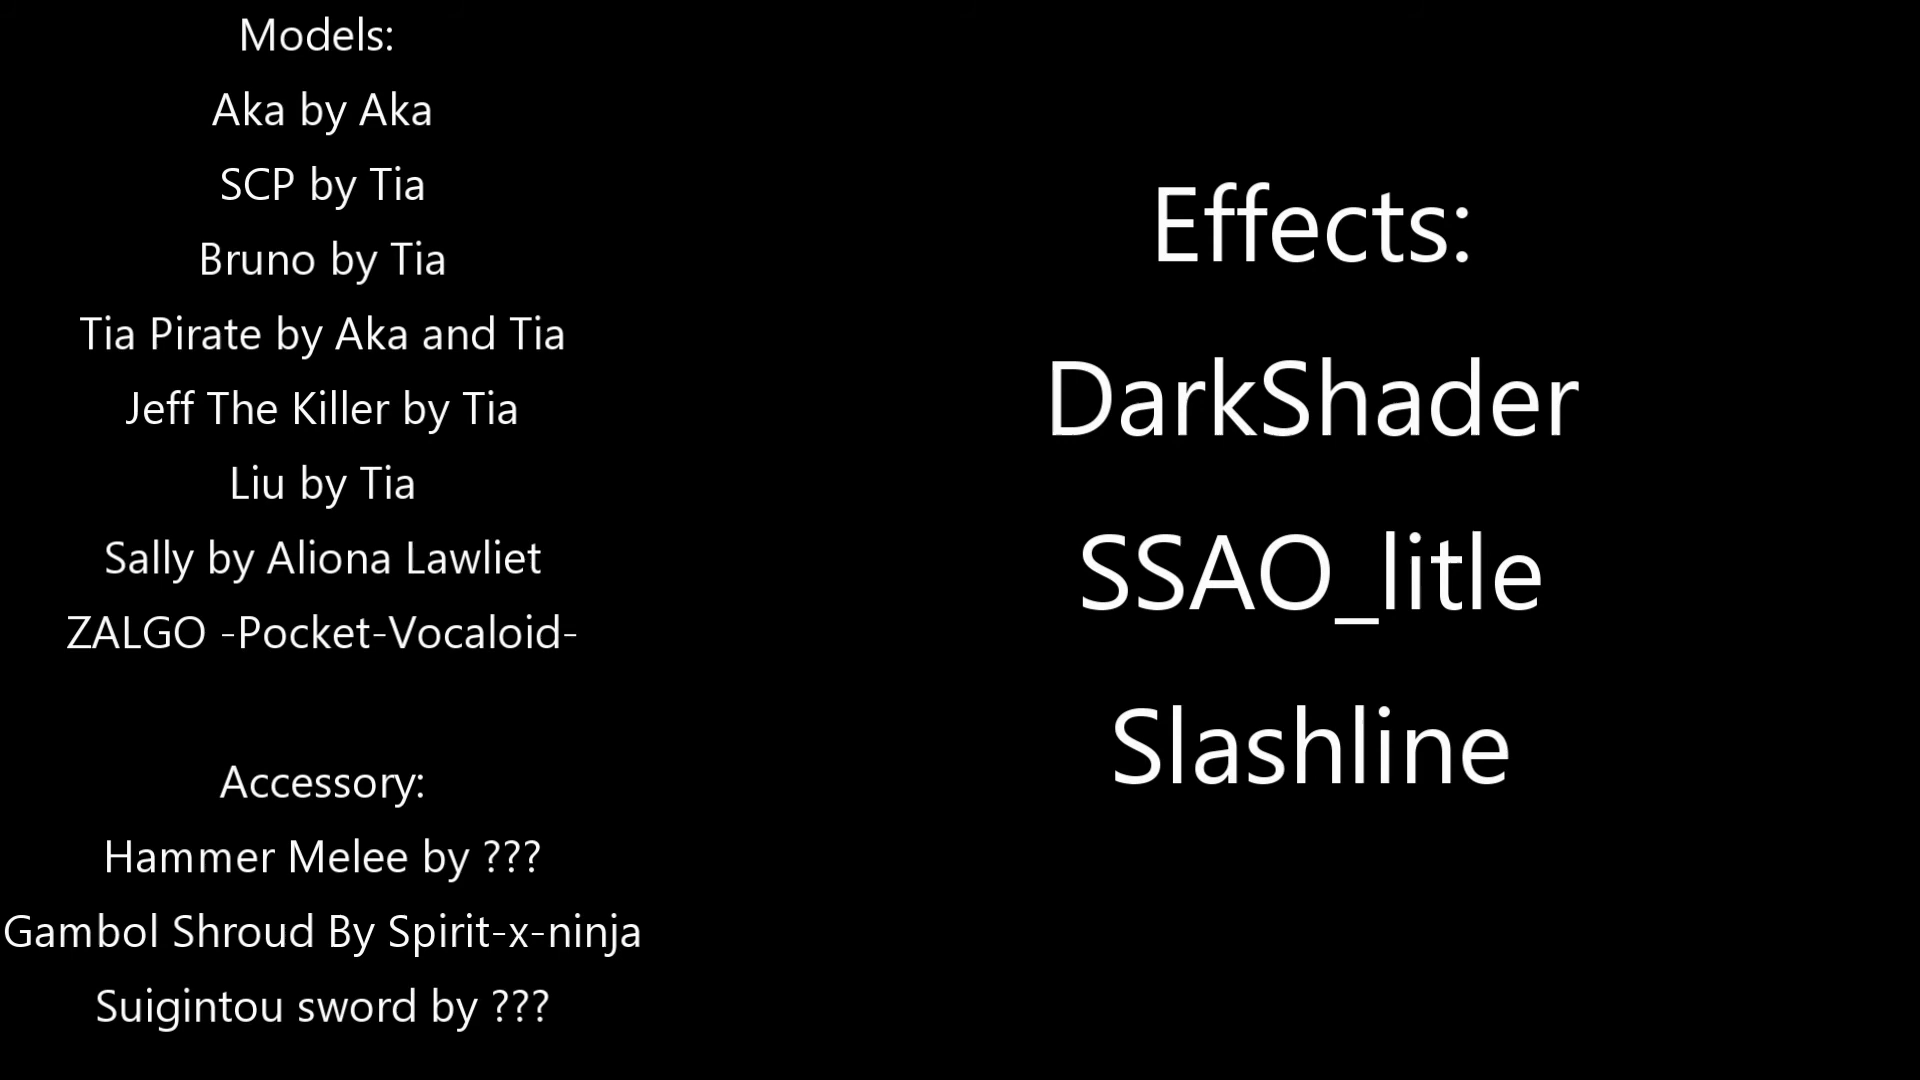 Models:
Aka by Aka
SCP by Tia
Bruno by Tia
Tia Pirate by Aka and Tia
Jeff The Killer by Tia
Liu by Tia
Sally by Aliona Lawliet
ZALGO -Pocket-Vocaloid-
Accessory:
Hammer Melee by ???
Gambol Shroud By Spirit-x-ninja
Suigintou sword by ???
Effects:
DarkShader
SSAO_litle
Slashline